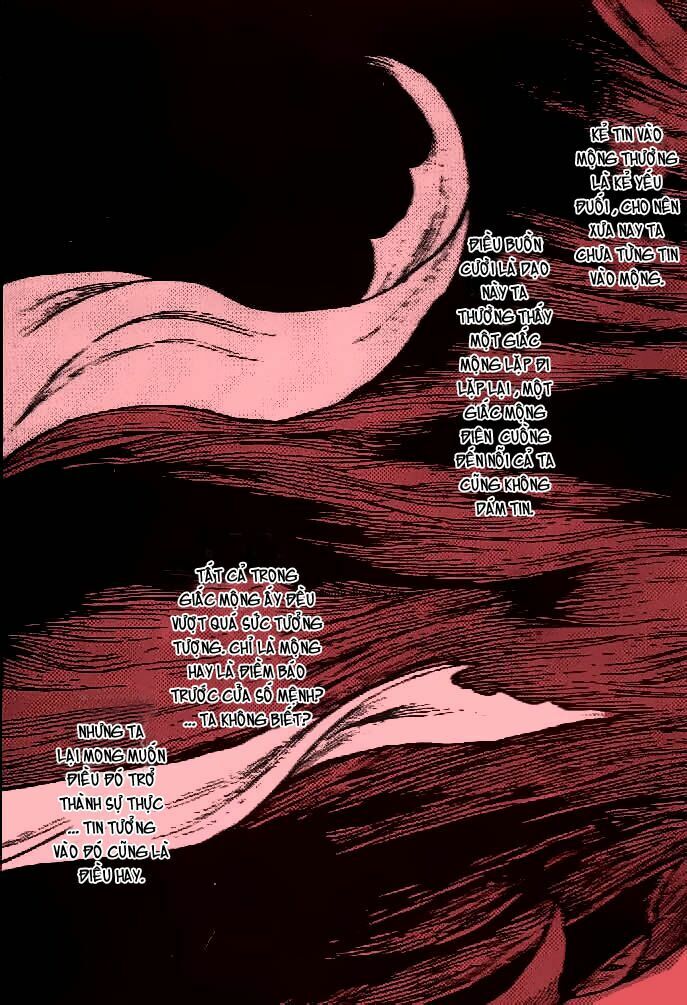 KẺ TIN VÀO
MỘNG THƯỢNG
LÀ KẺ YẾU
ĐUỐI, CHO NÊN
XƯA NAY TA
CHƯA TỪNG TIN
VÀO MỘNG.
ĐIỀU BUỒN
CƯỜI LÀ DẠO
NÀY TA
THƯỜNG THẤY
MỘT GIẤC
MỘNG LẶP ĐI
LẶP LẠI, MỘT
GIẤC MỘNG
ĐIÊN CUỒNG
ĐẾN NỖI CẢ TA
CŨNG KHÔNG
DÁM TIN.
TẤT CẢ TRONG
GIẤC MỘNG ẤY ĐỀU
VƯỢT QUÁ SỨC TƯỞNG
TƯỢNG. CHỈ LÀ MỘNG
HAY LÀ ĐIỀM BÁO
TRƯỚC CỦA SỐ MỆNH?
... TA KHÔNG BIẾT?
NHƯNG TA
LẠI MONG MUỐN
ĐIỀU ĐÓ TRỞ
THÀNH SỰ THỰC
... TIN TƯỞNG
VÀO ĐÓ CŨNG LÀ
ĐIỀU HAY.